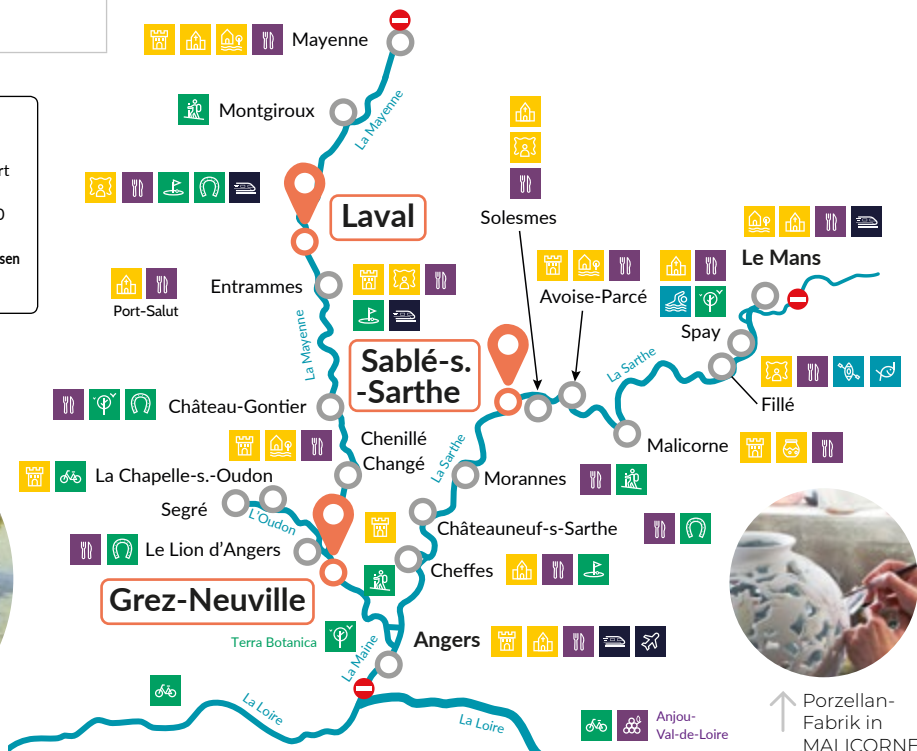 Mayenne
Montgiroux
La Mayenne
rt
0
sen
Laval
Solesmes
Le Mans
Entrammes
Avoise-Parcé
Port-Salut
Spay
La Mayenne
Sablé-s.
-Sarthe
La Sarthe
Château-Gontier
Fillé
Chenillé
Changé
Malicorne
La Sarthe
La Chapelle-s.-Oudon
Morannes
Segré
L'Oudon
Châteauneuf-s-Sarthe
Le Lion d'Angers
Cheffes
Grez-Neuville
Terra Botanica
La Maine
Angers
La Loire
La Loire
Anjou-
Val-de-Loire
Porzellan-
Fabrik in
MALICORNE